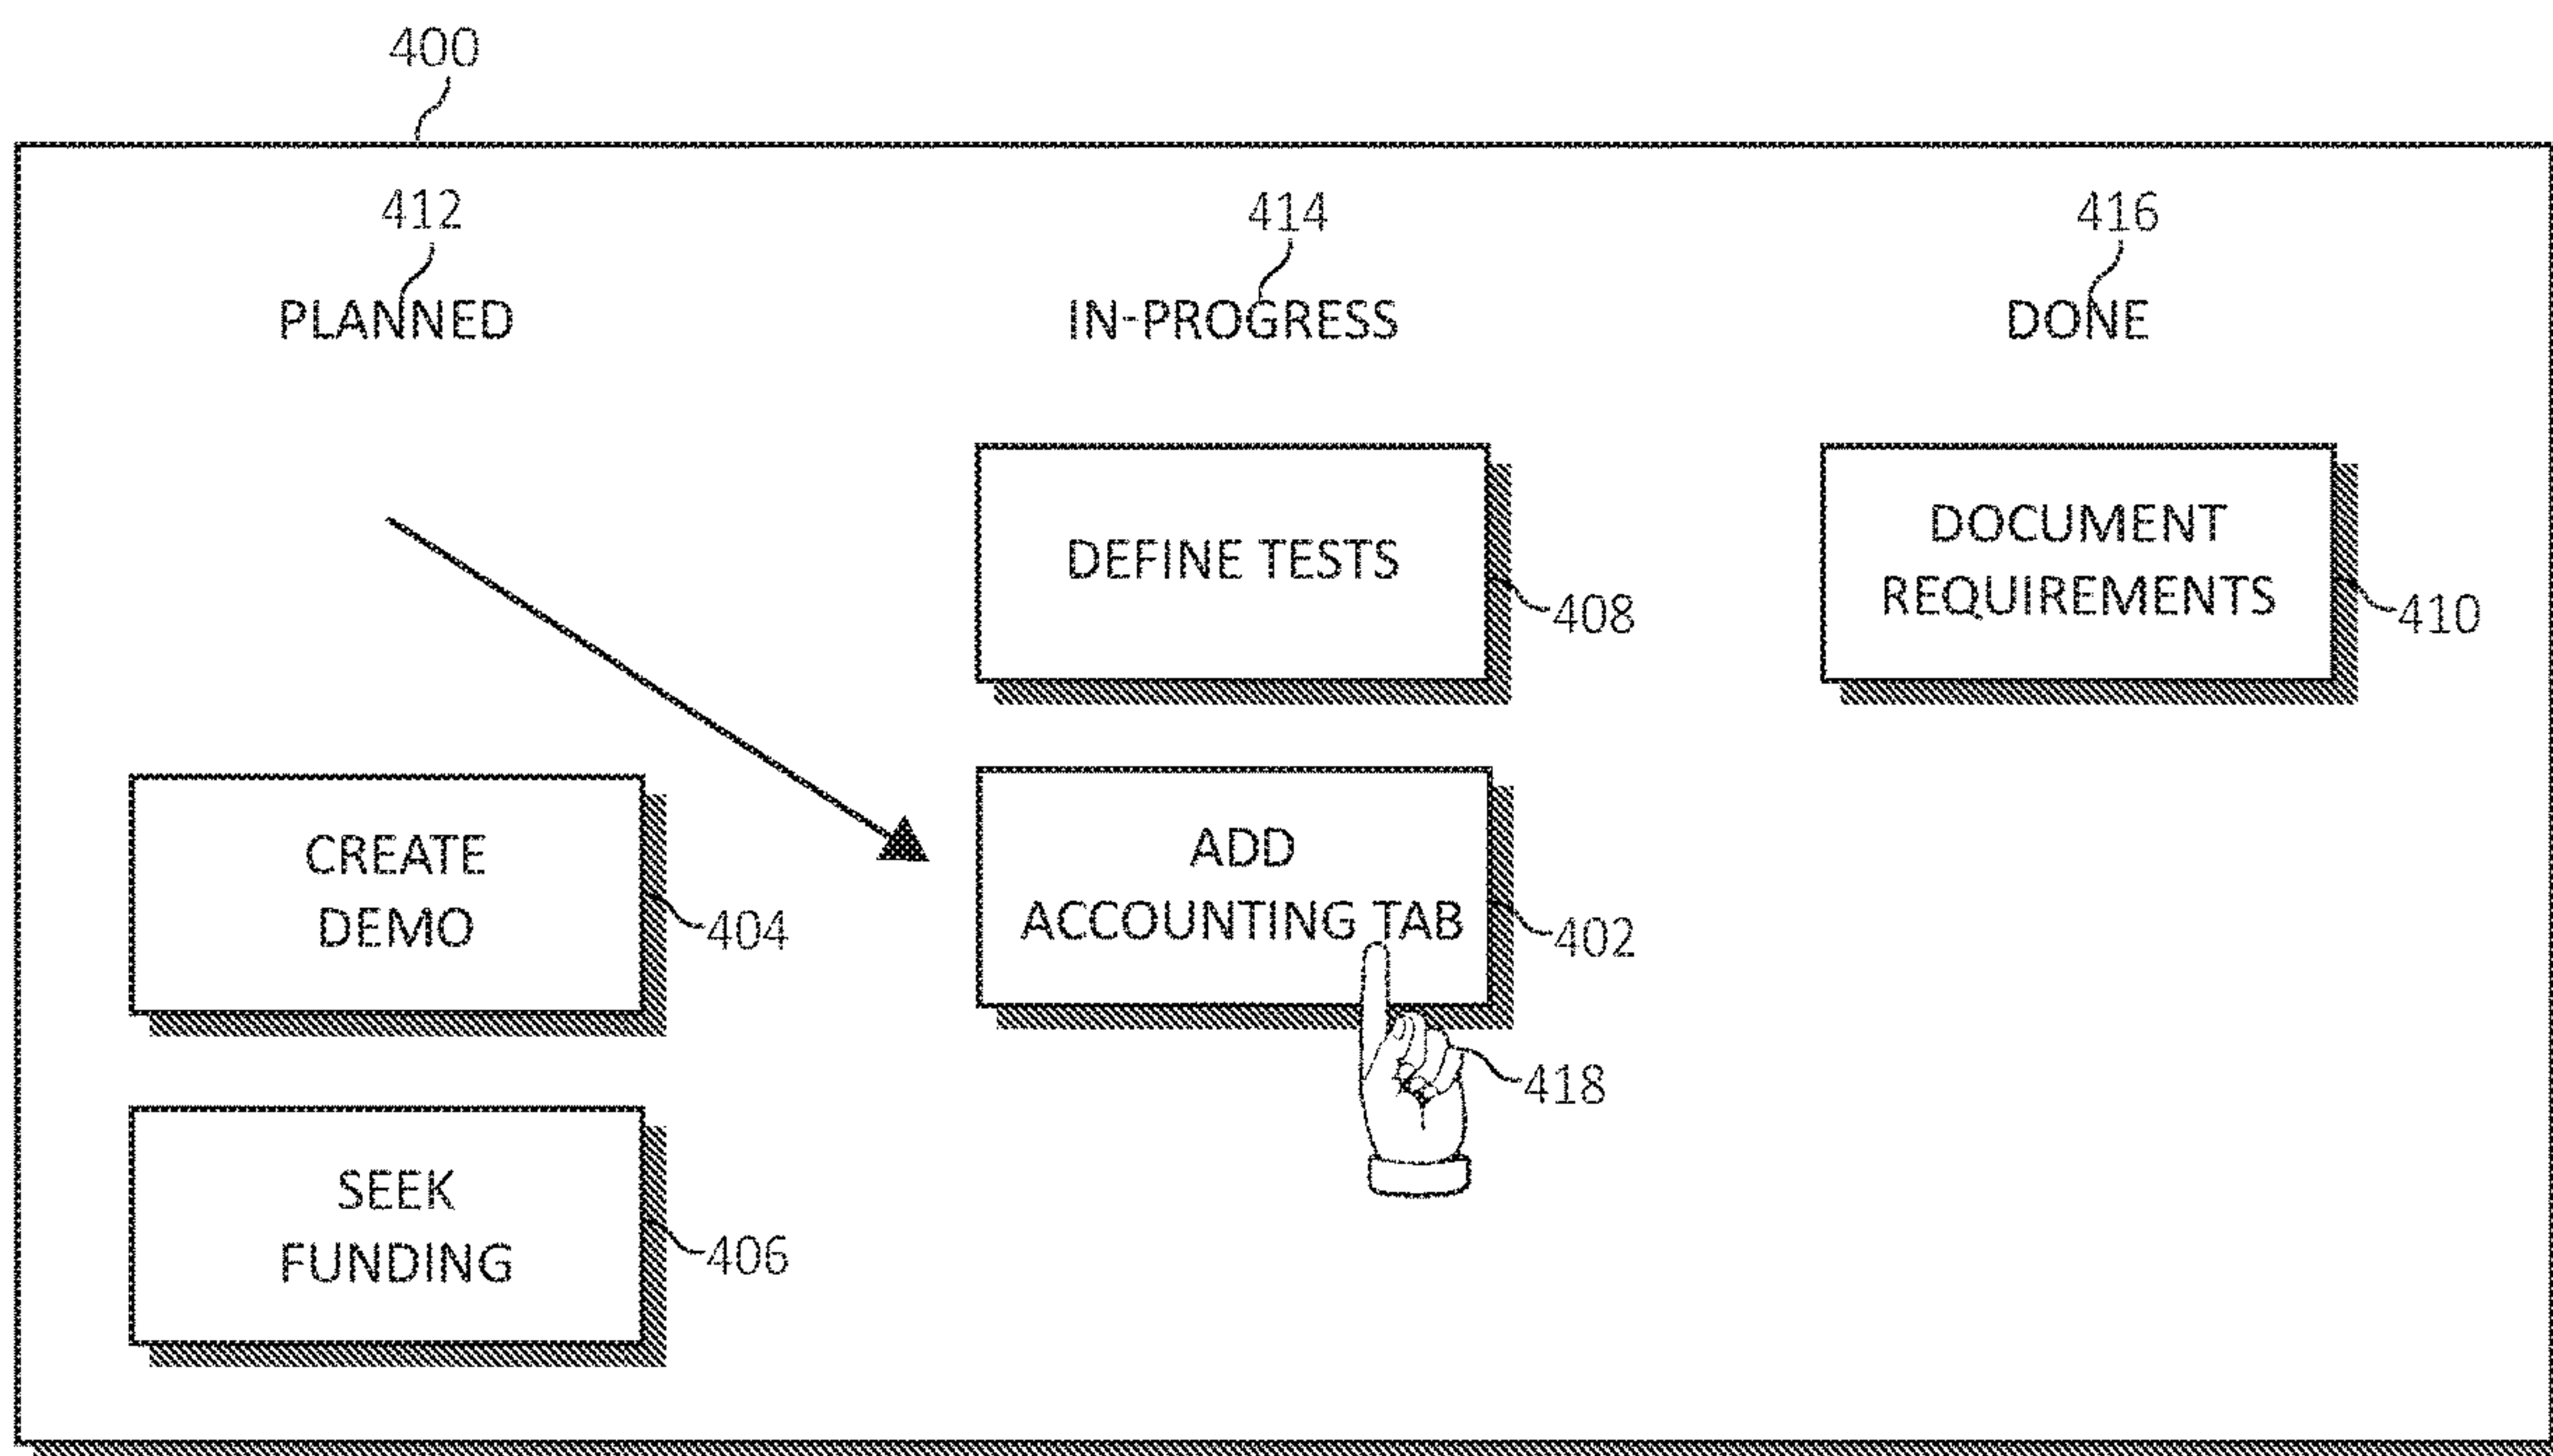 400
412
414
416
PLANNED
IN-PROGRESS
DONE
DEFINE TESTS
408
DOCUMENT
REQUIREMENTS
410
CREATE
DEMO
404
ADD
ACCOUNTING TAB
402
418
SEEK
FUNDING
406